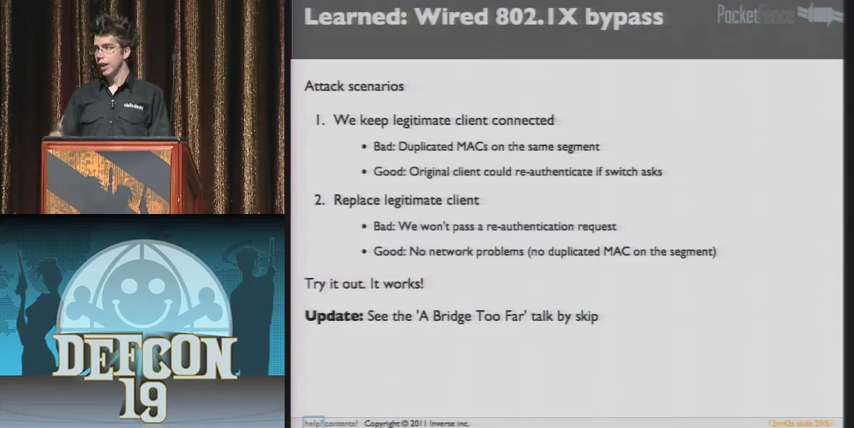 Learned: Wired 802.1X bypass
PacketFence
Attack scenarios
1. We keep legitimate client connected
• Bad: Duplicated MACs on the same segment
• Good: Original client could re-authenticate if switch asks
2. Replace legitimate client
• Bad: We won't pass a re-authentication request
• Good: No network problems (no duplicated MAC on the segment)
Try it out. It works!
Update: See the 'A Bridge Too Far' talk by skip
help? contents? Copyright © 2011 Inverse inc.
slide
DEFCON
19